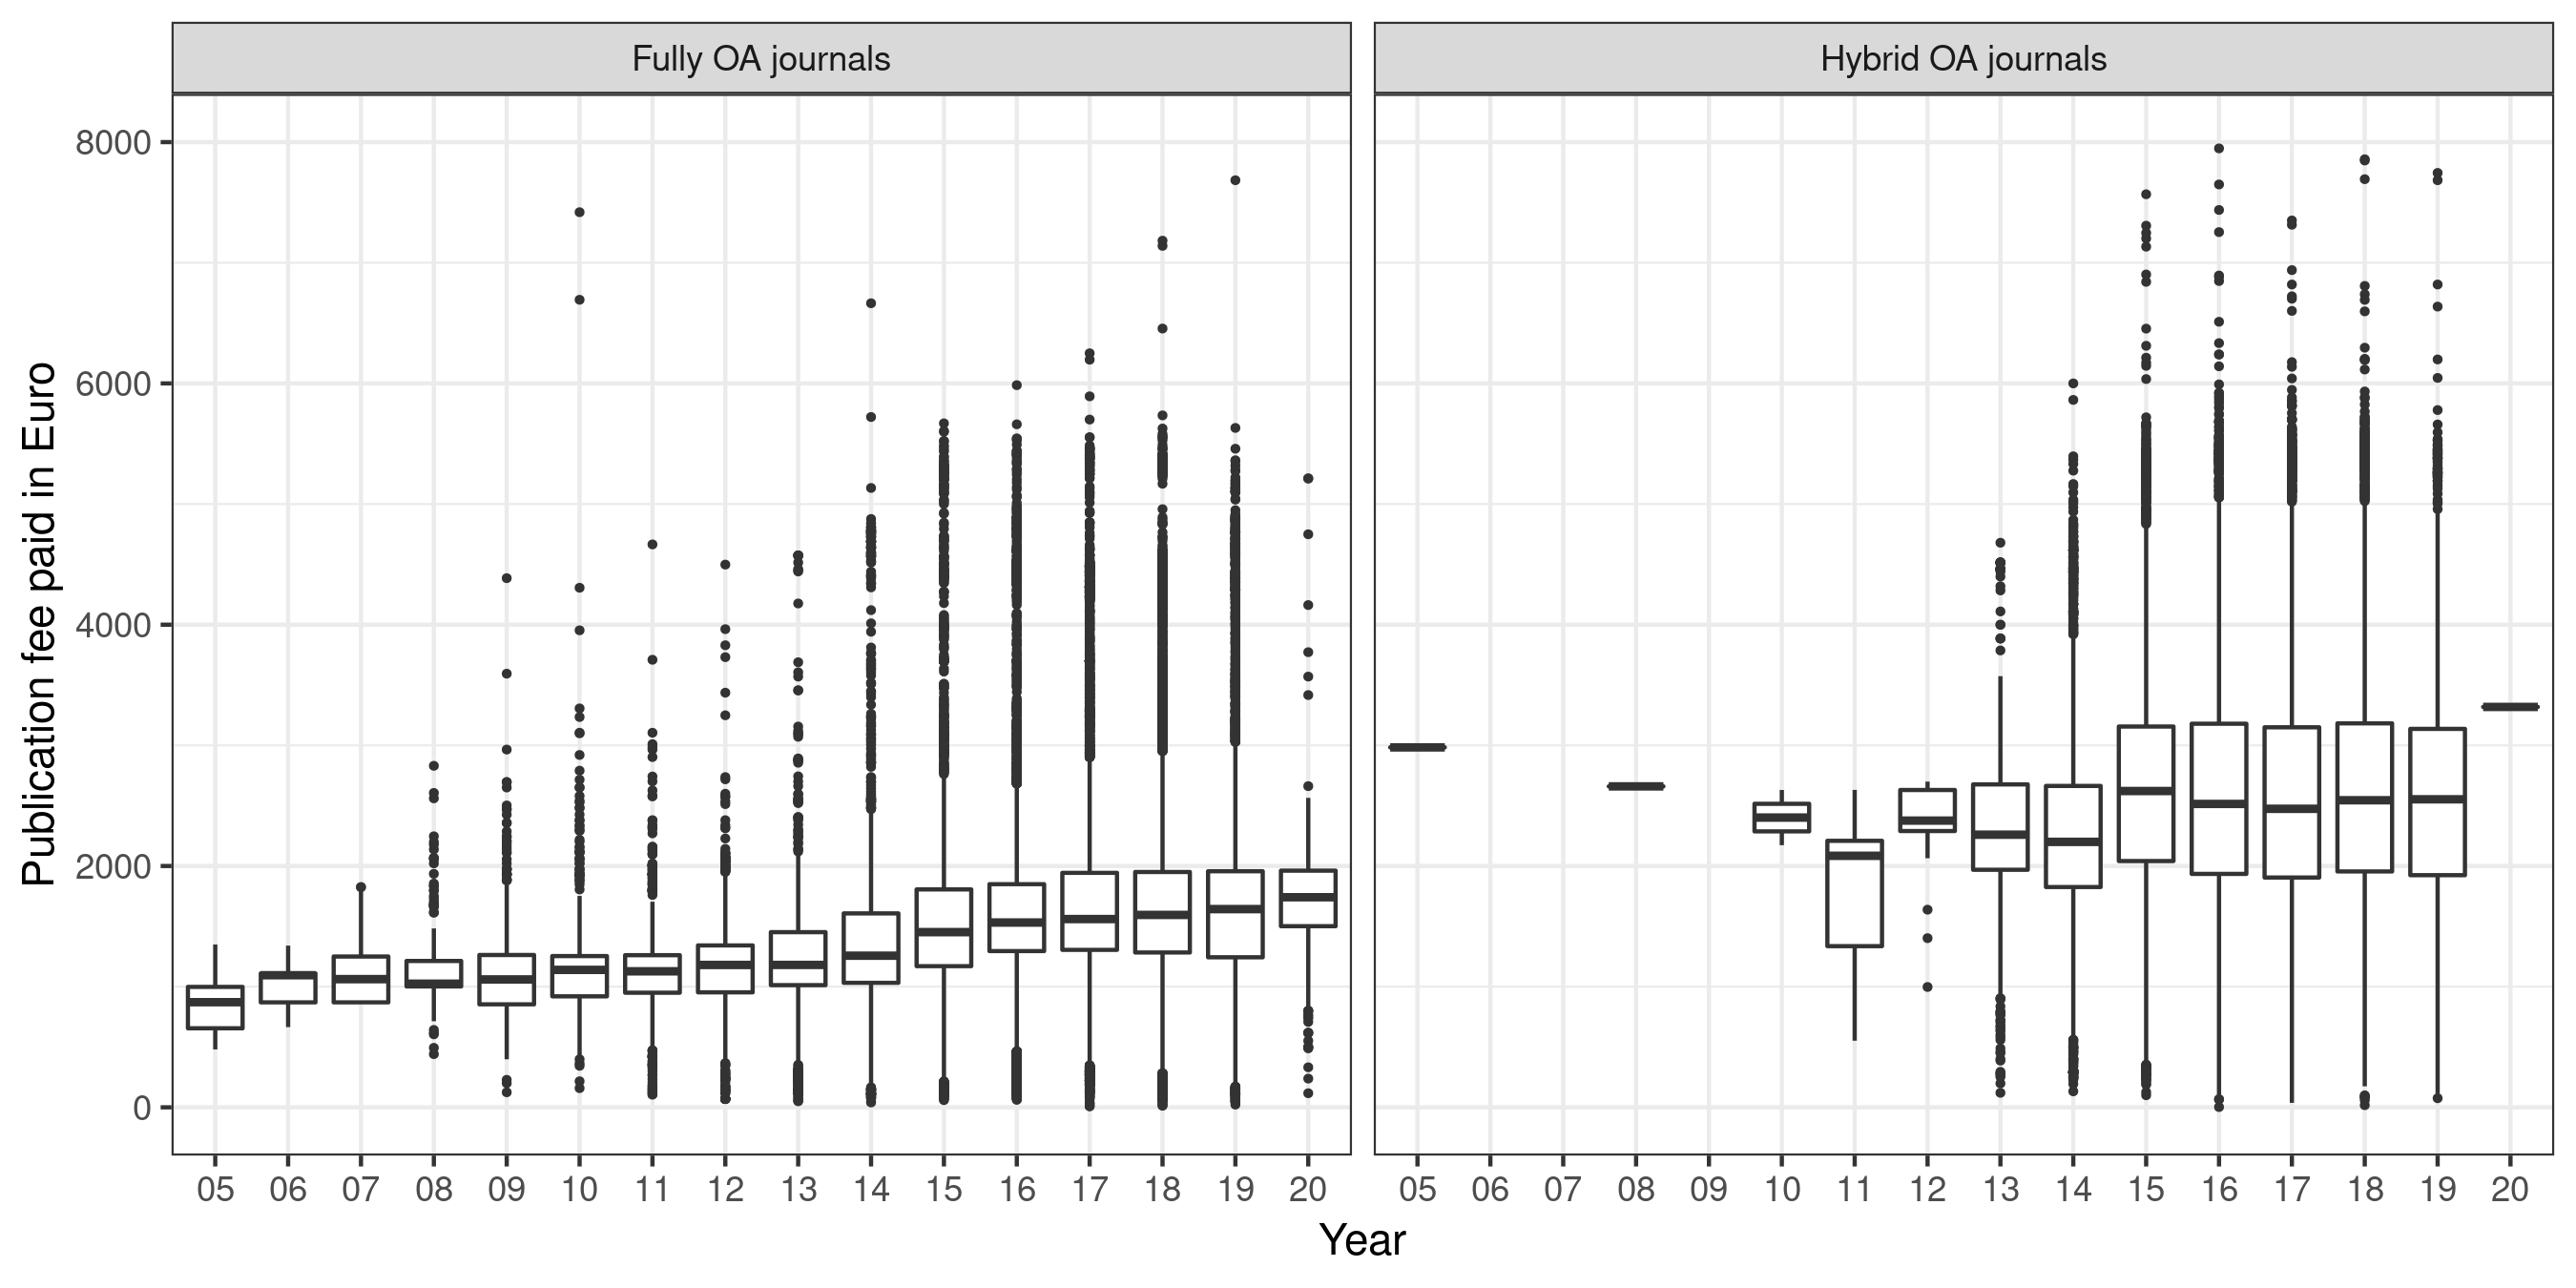 Fully OA journals
Hybrid OA journals
Publication fee paid in Euro
8000
6000
4000
2000
0
05 06 07 08 09 10 11 12 13 14 15 16 17 18 19 20
05 06 07 08 09 10 11 12 13 14 15 16 17 18 19 20
Year